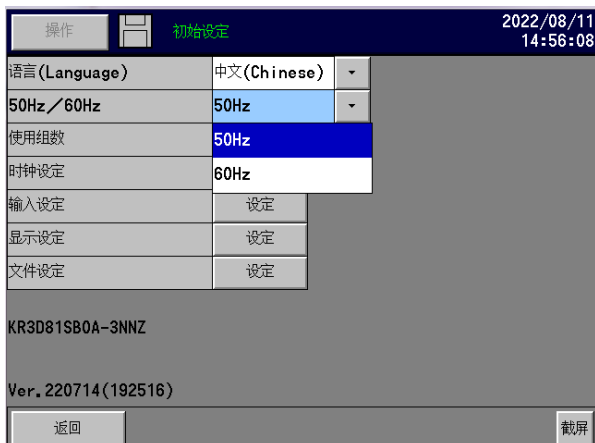 操作 初始设定 2022/08/11
14:56:08
语言(Language) 中文(Chinese)
50Hz／60Hz 50Hz
使用组数 50Hz
时钟设定 60Hz
输入设定 设定
显示设定 设定
文件设定 设定
KR3D81SB0A-3NNZ
Ver.220714(192516)
返回 截屏